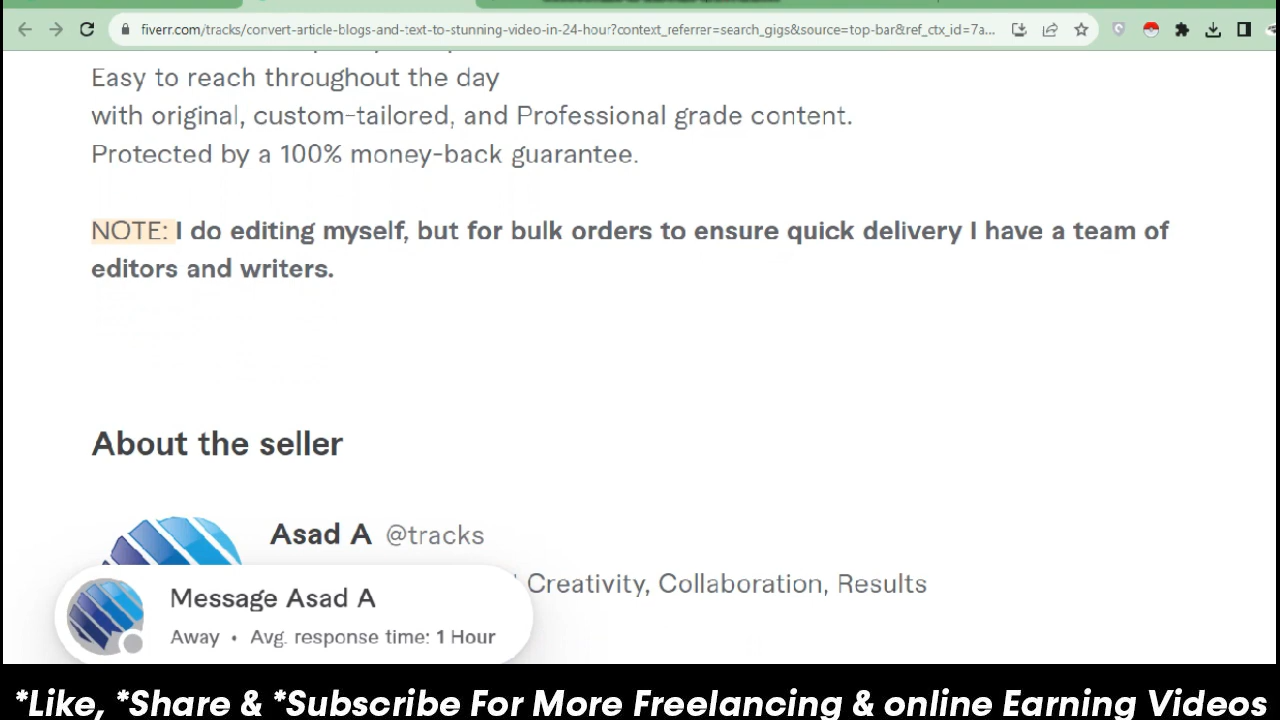 fiverr.com/tracks/convert-article-blogs-and-text-to-stunning-video-in-24-hour?context_referrer=search_gigs&source=top-bar&ref_ctx_id=7a...
Easy to reach throughout the day
with original, custom-tailored, and Professional grade content.
Protected by a 100% money-back guarantee.
NOTE: I do editing myself, but for bulk orders to ensure quick delivery I have a team of
editors and writers.
About the seller
Asad A @tracks
Creativity, Collaboration, Results
Message Asad A
Away • Avg. response time: 1 Hour
*Like, *Share & *Subscribe For More Freelancing & online Earning Videos